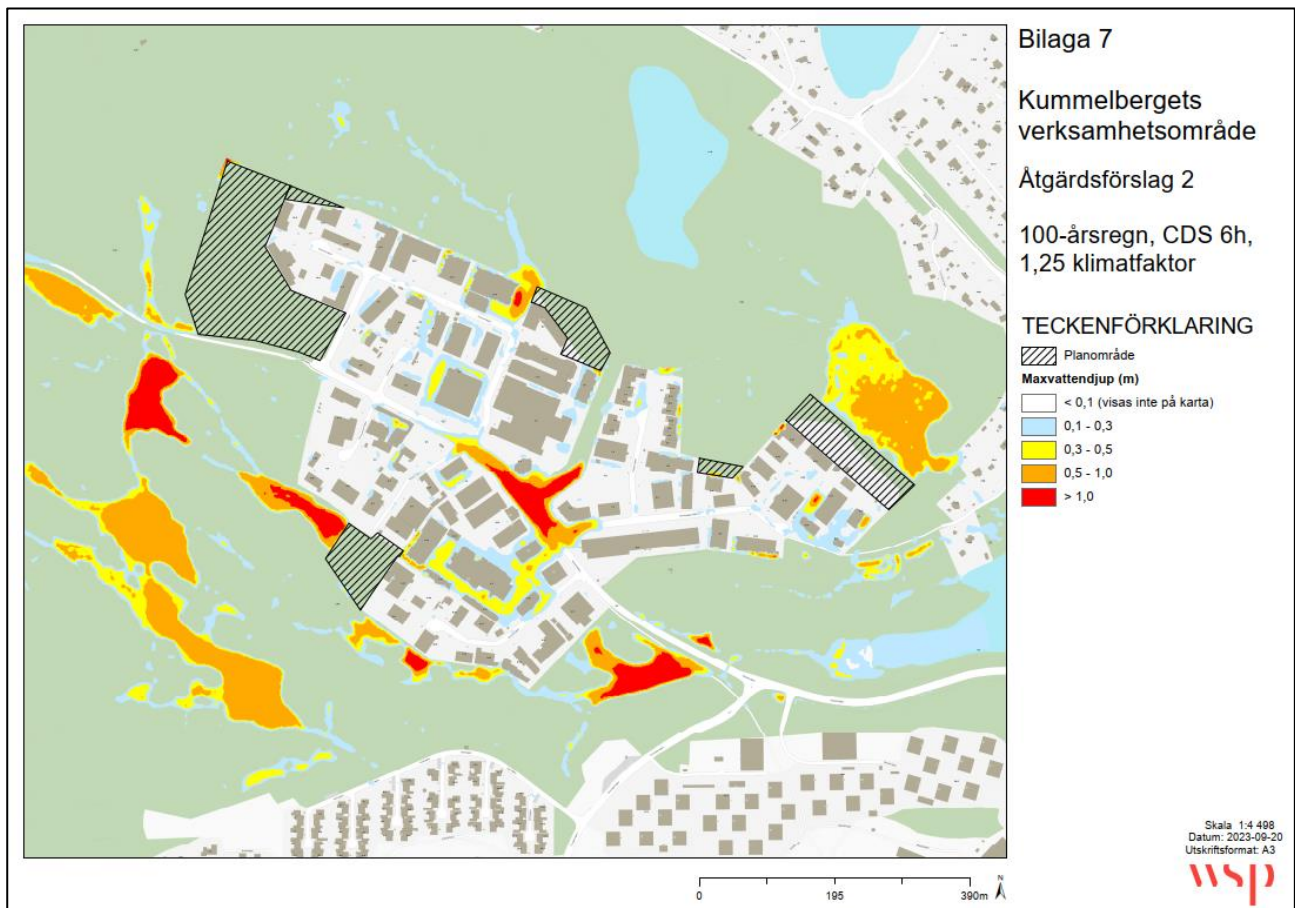 Bilaga 7
Kummelbergets
verksamhetsområde
Åtgärdsförslag 2
100-årsregn, CDS 6h,
1,25 klimatfaktor
TECKENFÖRKLARING
Planområde
Maxvattendjup (m)
< 0,1 (visas inte på karta)
0,1 - 0,3
0,3 - 0,5
0,5 - 1,0
> 1,0
Skala 1:4 498
Datum: 2023-09-20
Utskriftsformat: A3
wsp
N
0 195 390m